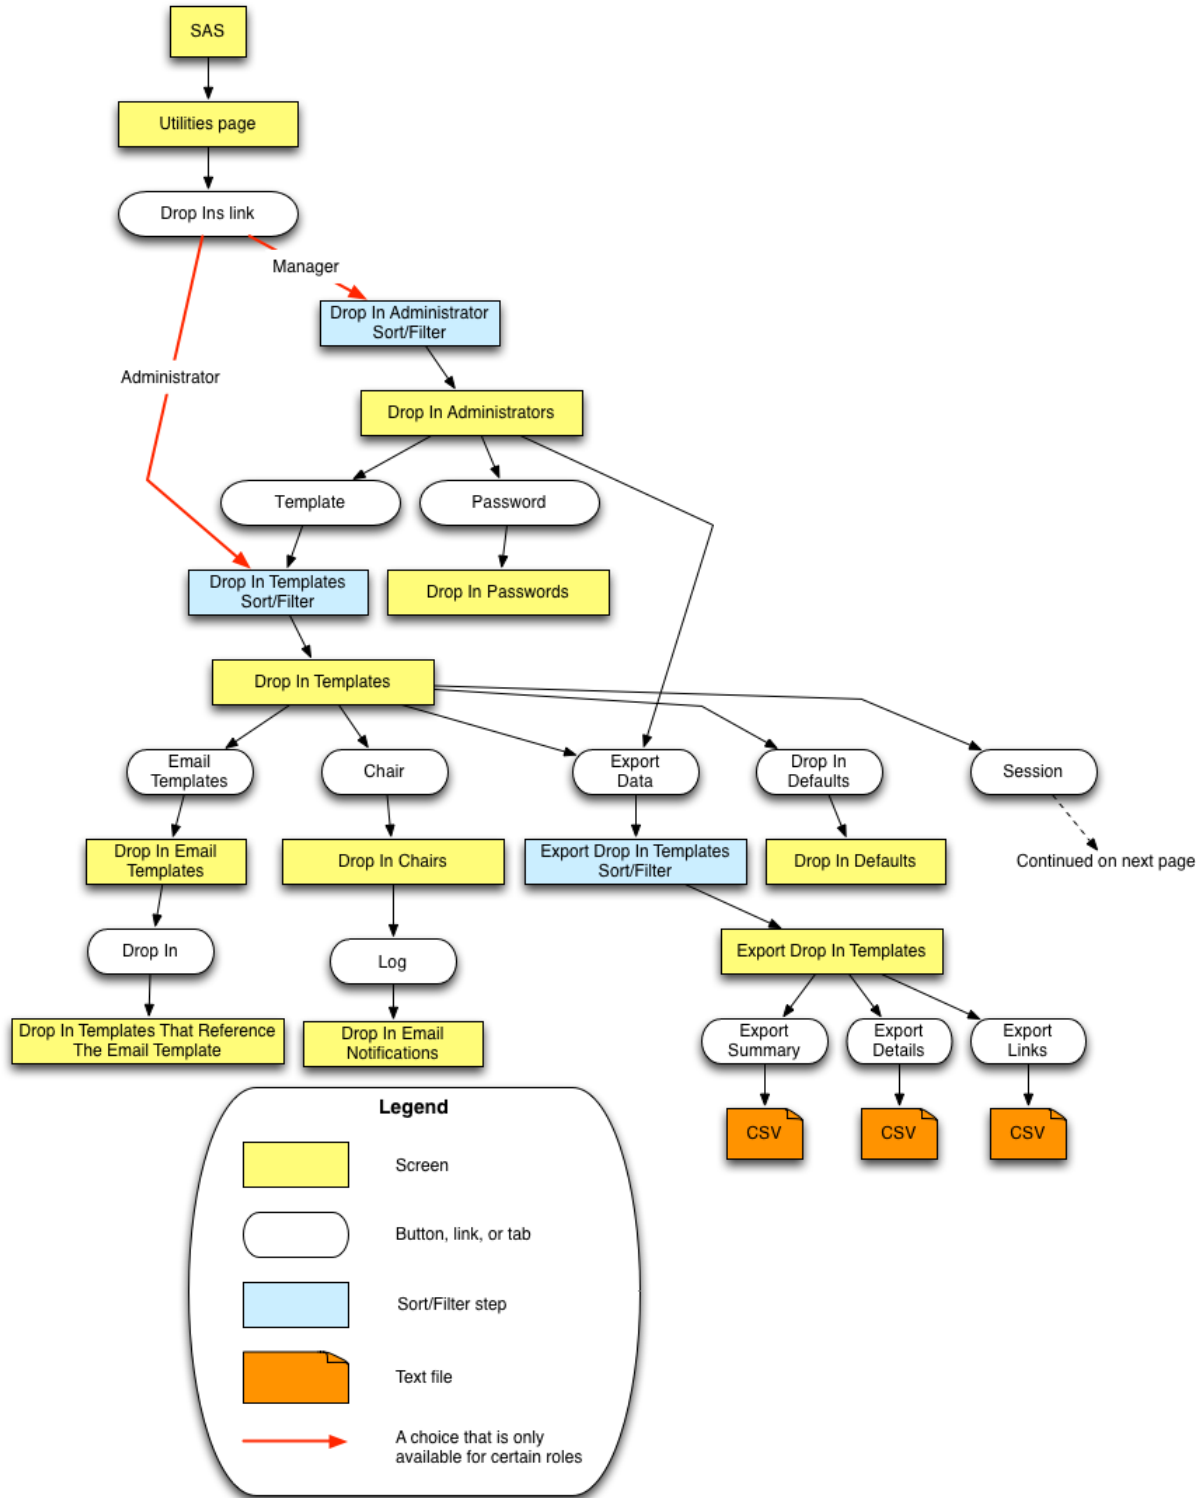 SAS
Utilities page
Drop Ins link
Manager
Drop In Administrator
Sort/Filter
Administrator
Drop In Administrators
Template
Password
Drop In Templates
Sort/Filter
Drop In Passwords
Drop In Templates
Email
Templates
Chair
Export
Data
Drop In
Defaults
Session
Drop In Email
Templates
Drop In Chairs
Export Drop In Templates
Sort/Filter
Drop In Defaults
Continued on next page
Drop In
Log
Export Drop In Templates
Drop In Templates That Reference
The Email Template
Drop In Email
Notifications
Export
Summary
Export
Details
Export
Links
CSV
CSV
CSV
Legend
Screen
Button, link, or tab
Sort/Filter step
Text file
A choice that is only
available for certain roles